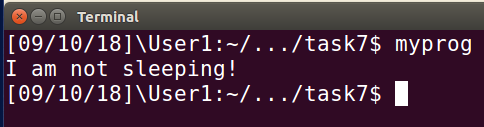 Terminal
[09/10/18]\User1:~/.../task7$ myprog
I am not sleeping!
[09/10/18]\User1:~/.../task7$